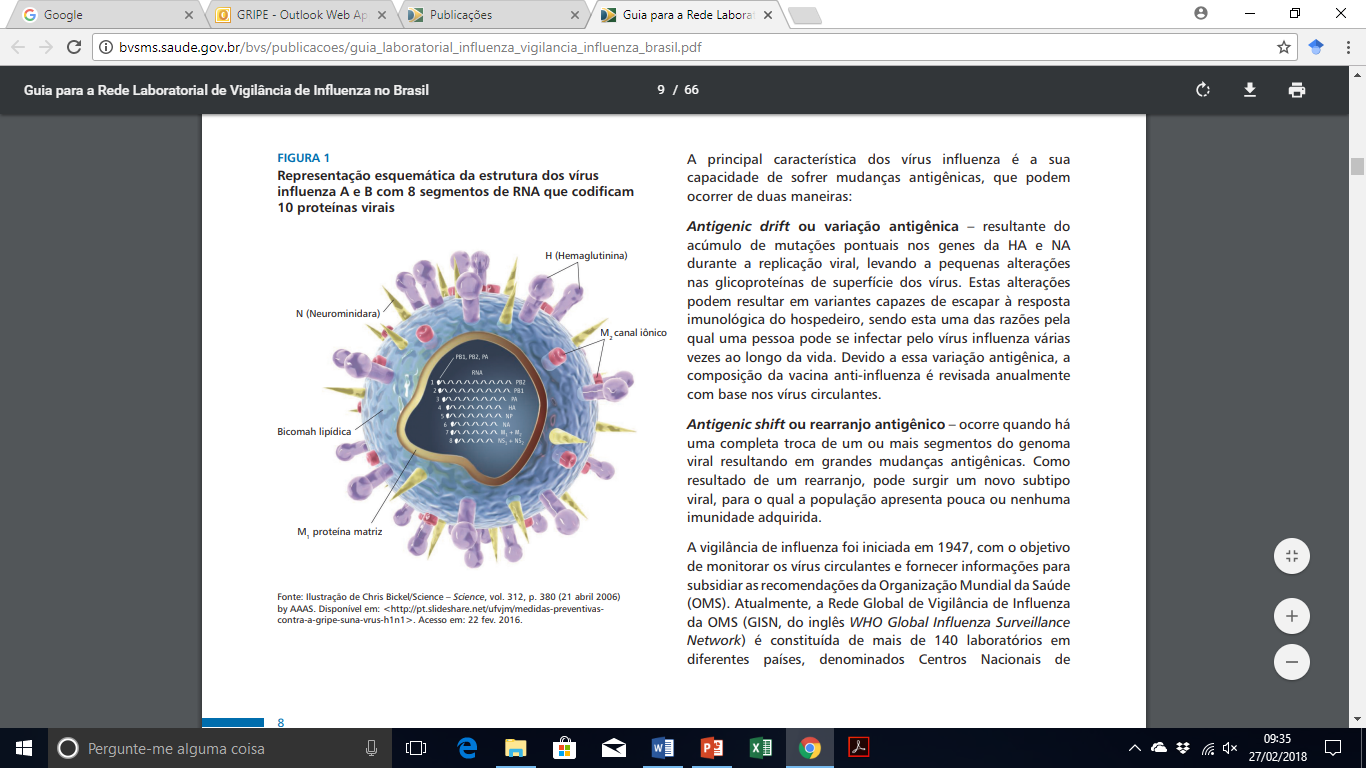 Google
GRIPE - Outlook Web Ap
Publicações
Guia para a Rede Laborat
bvsms.saude.gov.br/bvs/publicacoes/guia_laboratorial_influenza_vigilancia_influenza_brasil.pdf
Guia para a Rede Laboratorial de Vigilância de Influenza no Brasil
9 / 66
FIGURA 1
Representação esquemática da estrutura dos vírus
influenza A e B com 8 segmentos de RNA que codificam
10 proteínas virais
H (Hemaglutinina)
N (Neurominidara)
M2 canal iônico
PB1, PB2, PA
RNA
1 PB2
2 PB1
3 PA
4 HA
5 NP
6 NA
7 M1 + M2
8 NS1 + NS2
Bicomah lipídica
M1 proteína matriz
Fonte: Ilustração de Chris Bickel/Science – Science, vol. 312, p. 380 (21 abril 2006)
by AAAS. Disponível em: <http://pt.slideshare.net/ufvjm/medidas-preventivas-
contra-a-gripe-suna-vrus-h1n1>. Acesso em: 22 fev. 2016.
8
A principal característica dos vírus influenza é a sua
capacidade de sofrer mudanças antigênicas, que podem
ocorrer de duas maneiras:
Antigenic drift ou variação antigênica – resultante do
acúmulo de mutações pontuais nos genes da HA e NA
durante a replicação viral, levando a pequenas alterações
nas glicoproteínas de superfície dos vírus. Estas alterações
podem resultar em variantes capazes de escapar à resposta
imunológica do hospedeiro, sendo esta uma das razões pela
qual uma pessoa pode se infectar pelo vírus influenza várias
vezes ao longo da vida. Devido a essa variação antigênica, a
composição da vacina anti-influenza é revisada anualmente
com base nos vírus circulantes.
Antigenic shift ou rearranjo antigênico – ocorre quando há
uma completa troca de um ou mais segmentos do genoma
viral resultando em grandes mudanças antigênicas. Como
resultado de um rearranjo, pode surgir um novo subtipo
viral, para o qual a população apresenta pouca ou nenhuma
imunidade adquirida.
A vigilância de influenza foi iniciada em 1947, com o objetivo
de monitorar os vírus circulantes e fornecer informações para
subsidiar as recomendações da Organização Mundial da Saúde
(OMS). Atualmente, a Rede Global de Vigilância de Influenza
da OMS (GISN, do inglês WHO Global Influenza Surveillance
Network) é constituída de mais de 140 laboratórios em
diferentes países, denominados Centros Nacionais de
Pergunte-me alguma coisa
09:35
27/02/2018